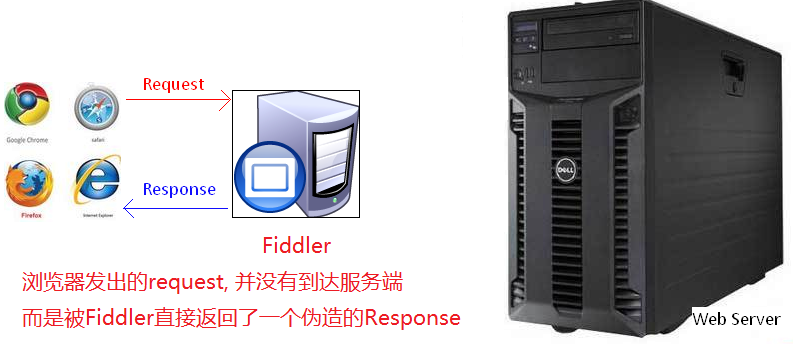 Request
Google Chrome
safari
Response
Firefox
Internet Explorer
Fiddler
浏览器发出的request, 并没有到达服务端
而是被Fiddler直接返回了一个伪造的Response
DELL
Web Server